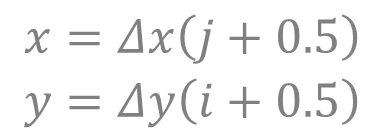 x = Δx(j + 0.5)
y = Δy(i + 0.5)